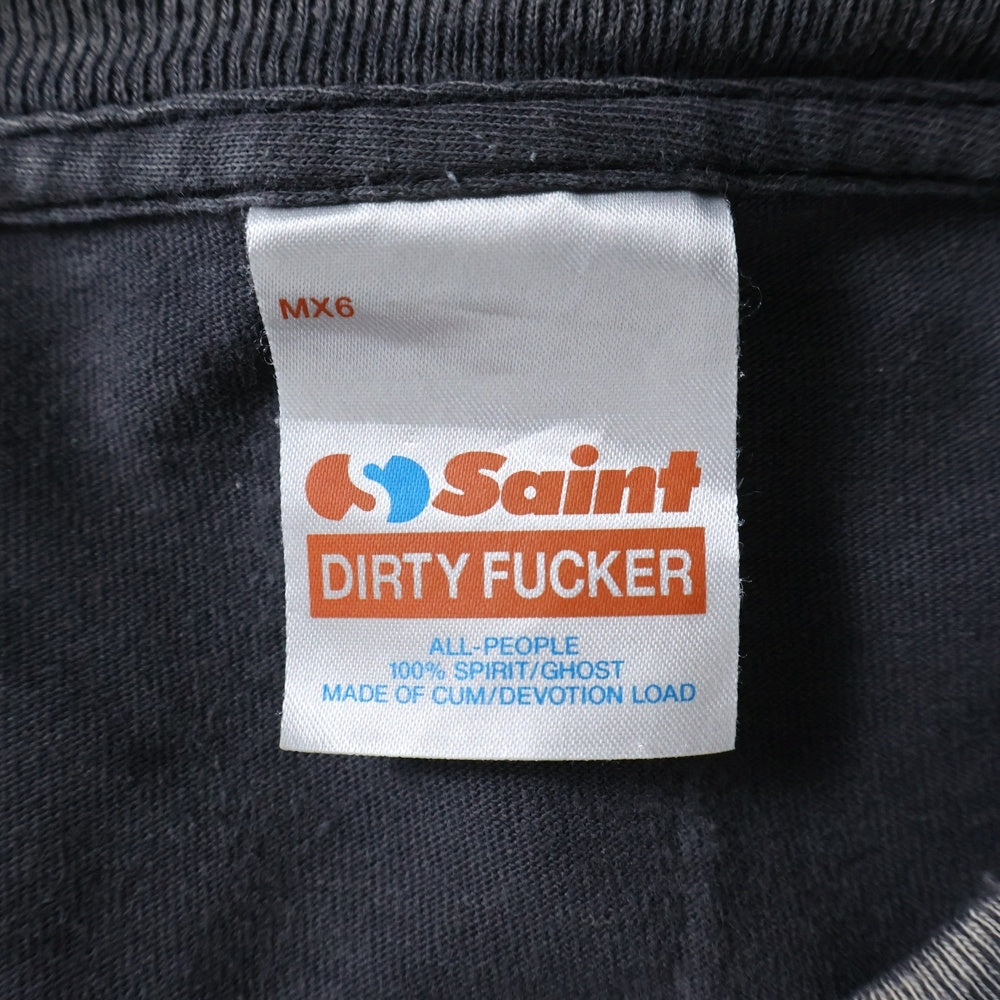 MX6
Saint
DIRTY FUCKER
ALL-PEOPLE
100% SPIRIT/GHOST
MADE OF CUM/DEVOTION LOAD